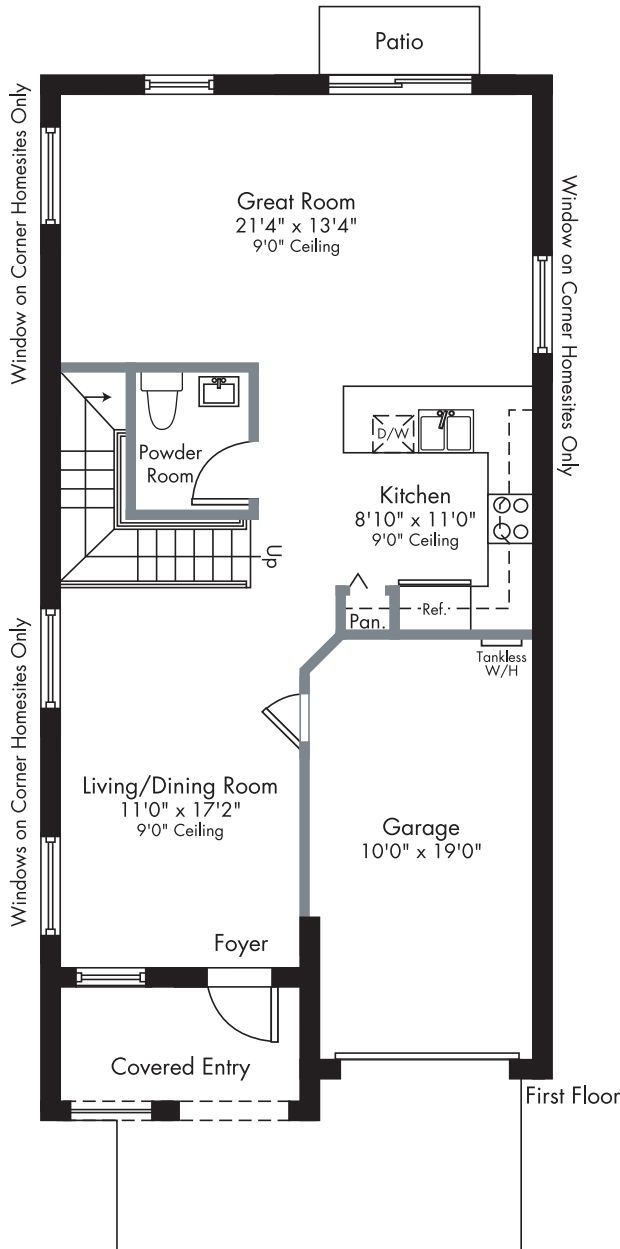 Patio
Window on Corner Homesites Only
Great Room
21'4" x 13'4"
9'0" Ceiling
Window on Corner Homesites Only
Powder
Room
D/W
Kitchen
8'10" x 11'0"
9'0" Ceiling
Up
Pan.
Ref.
Tankless
W/H
Windows on Corner Homesites Only
Living/Dining Room
11'0" x 17'2"
9'0" Ceiling
Garage
10'0" x 19'0"
Foyer
Covered Entry
First Floor